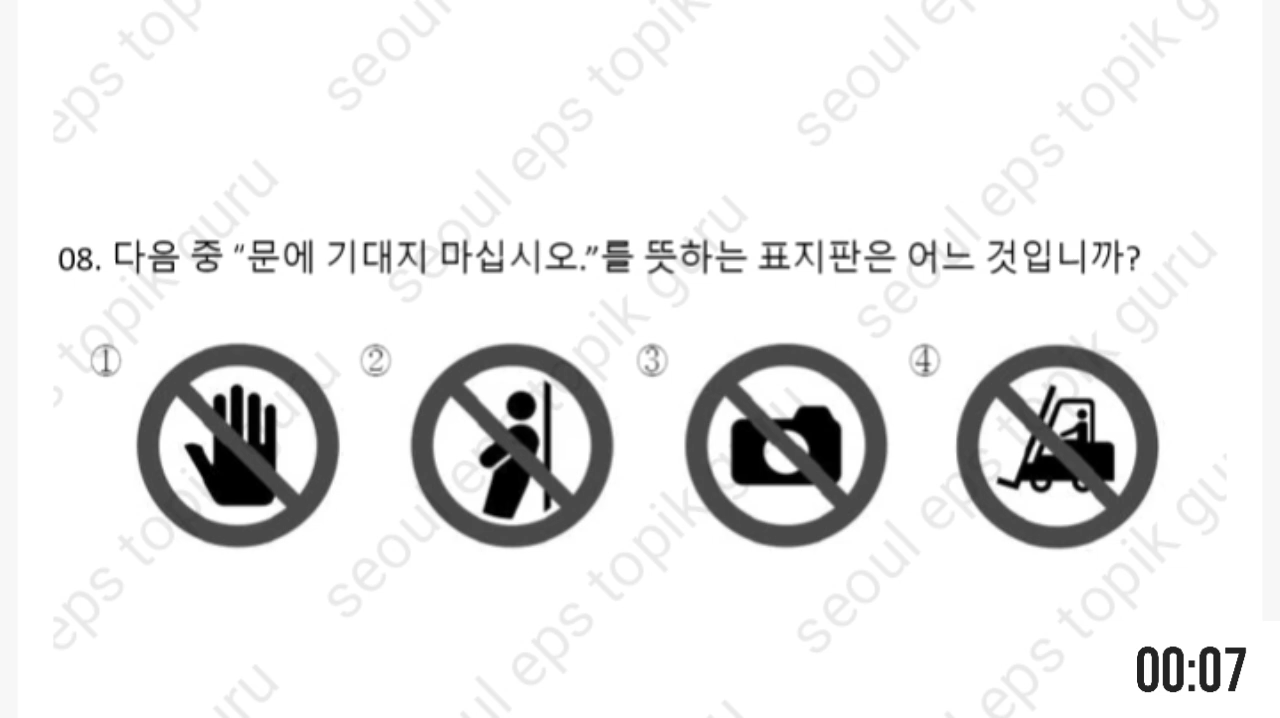 08. 다음 중 “문에 기대지 마십시오.”를 뜻하는 표지판은 어느 것입니까?
① ② ③ ④
seoul eps topik guru
00:07